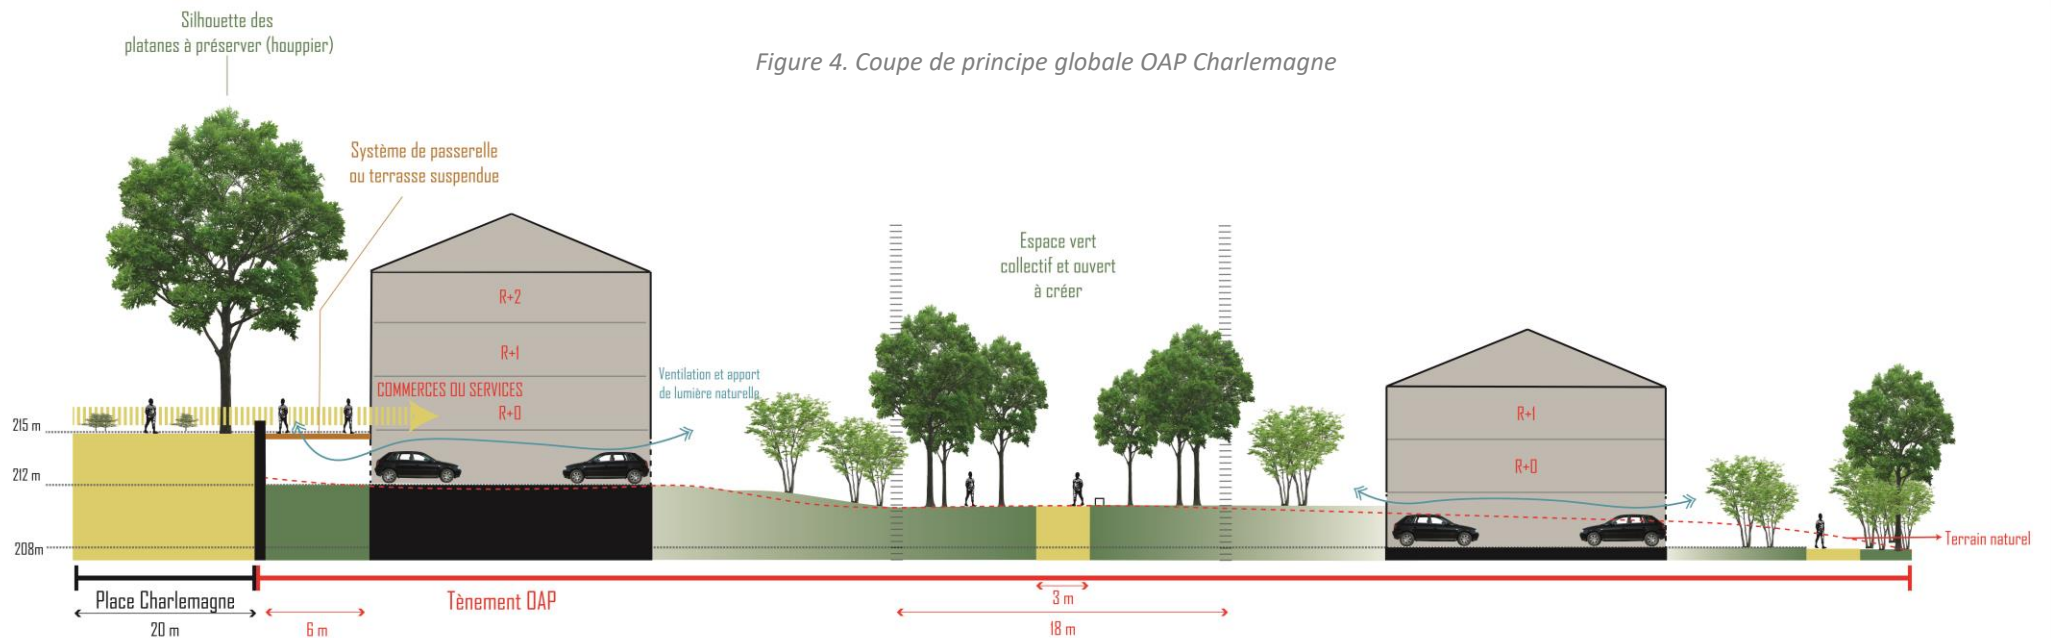 Silhouette des
platanes à préserver (houppier)
Figure 4. Coupe de principe globale OAP Charlemagne
Système de passerelle
ou terrasse suspendue
Espace vert
collectif et ouvert
à créer
R+2
R+1
COMMERCES OU SERVICES
R+0
Ventilation et apport
de lumière naturelle
R+1
R+0
215 m
212 m
208m
Terrain naturel
Place Charlemagne
20 m
Tènement OAP
6 m
3 m
18 m